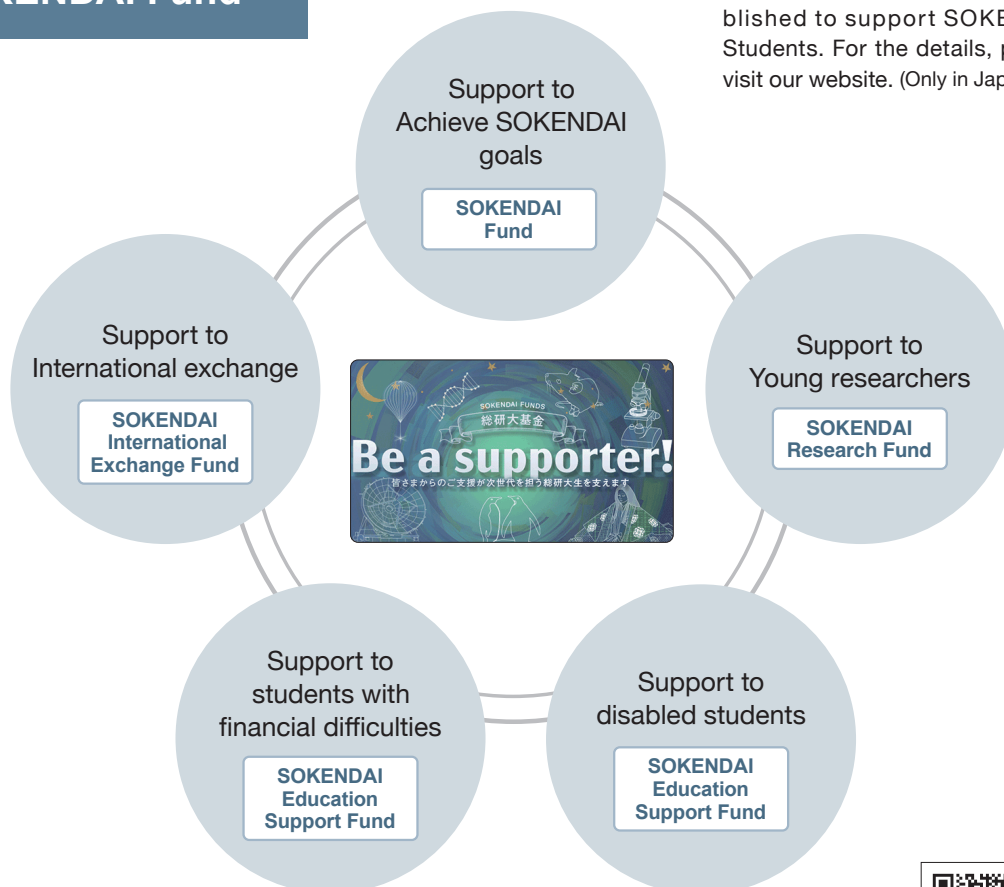 KENDAI Fund
blished to support SOKE
Students. For the details, p
visit our website. (Only in Jap
Support to
Achieve SOKENDAI
goals
SOKENDAI
Fund
Support to
International exchange
SOKENDAI
International
Exchange Fund
Support to
Young researchers
SOKENDAI
Research Fund
SOKENDAI FUNDS
総研大基金
Be a supporter!
皆さまからのご支援が次世代を担う総研大生を支えます
Support to
students with
financial difficulties
SOKENDAI
Education
Support Fund
Support to
disabled students
SOKENDAI
Education
Support Fund